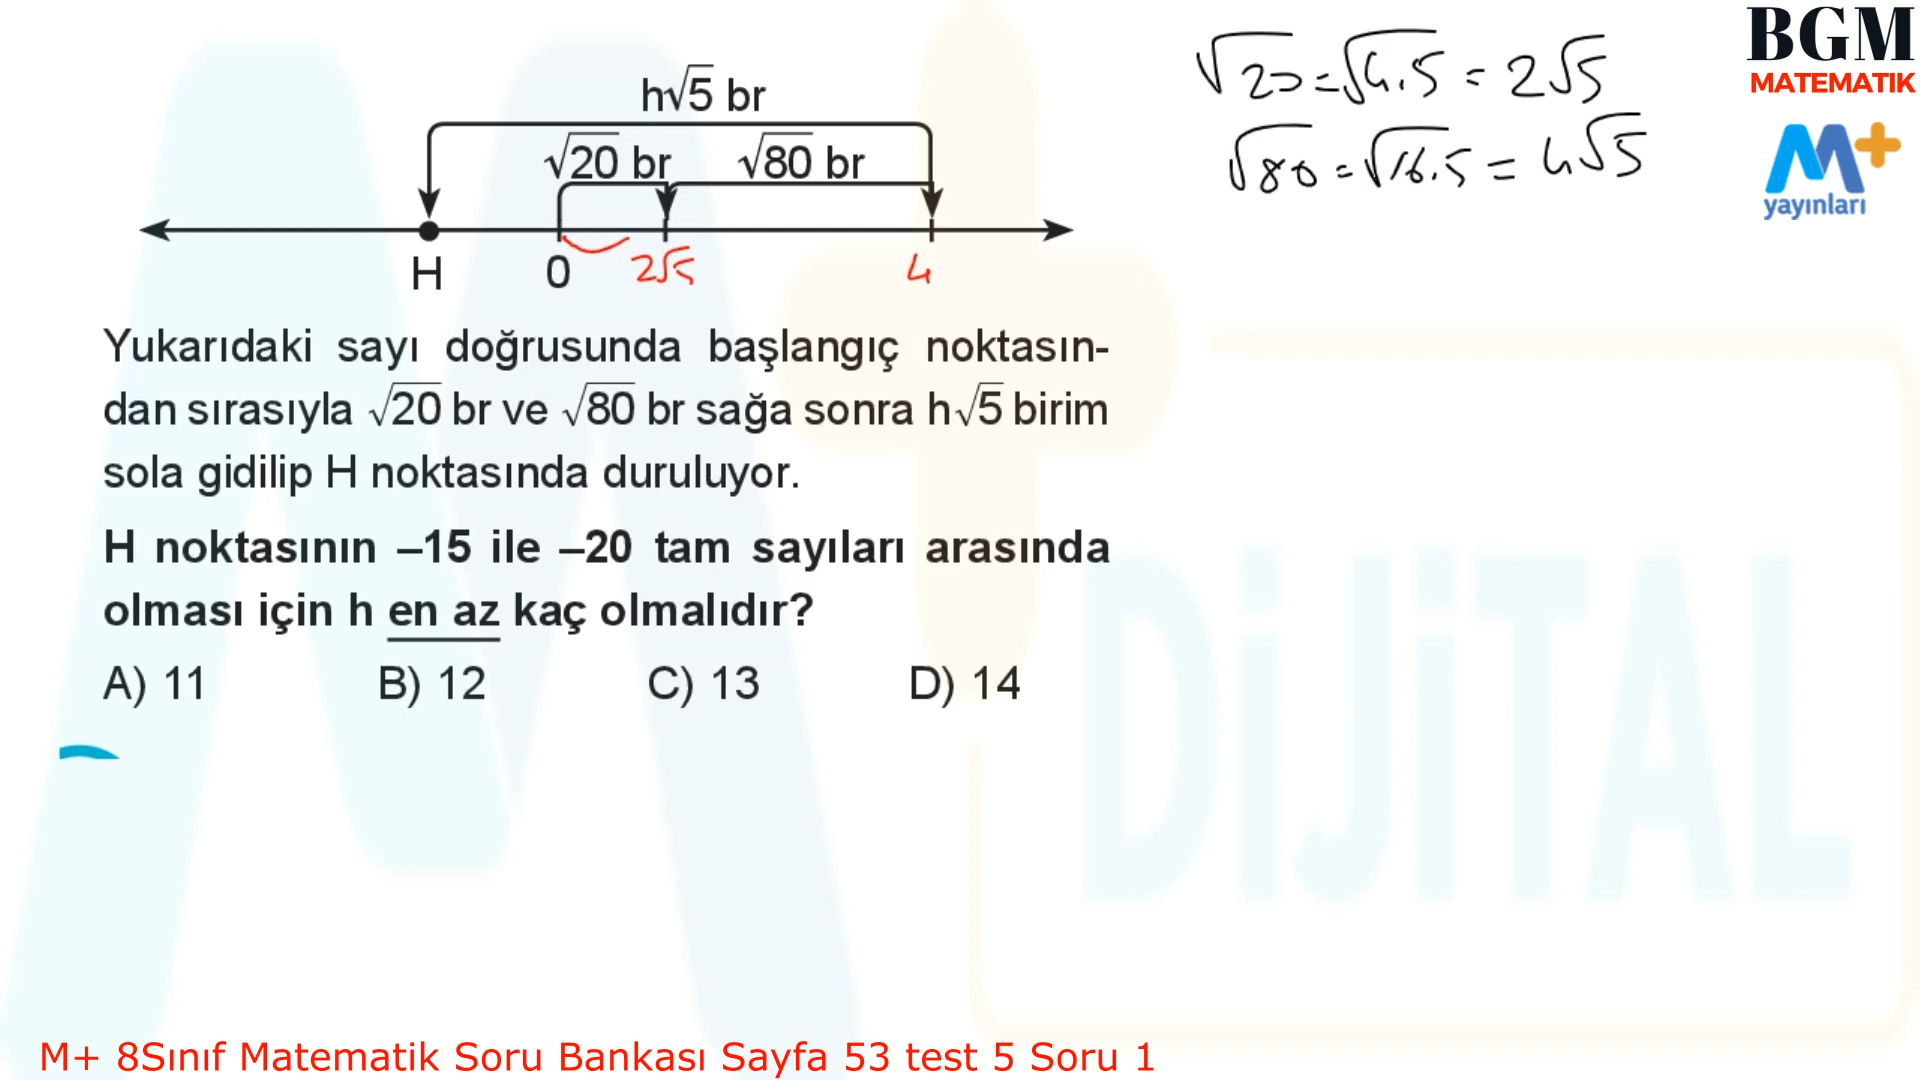 h√5 br
√20 br √80 br
H 0 2√5 4
√20 = √4.5 = 2√5
√80 = √16.5 = 4√5
BGM
MATEMATIK
M+
yayınları
Yukarıdaki sayı doğrusunda başlangıç noktasın-
dan sırasıyla √20 br ve √80 br sağa sonra h√5 birim
sola gidilip H noktasında duruluyor.
H noktasının –15 ile –20 tam sayıları arasında
olması için h en az kaç olmalıdır?
A) 11 B) 12 C) 13 D) 14
DİJİTAL
M+ 8Sınıf Matematik Soru Bankası Sayfa 53 test 5 Soru 1